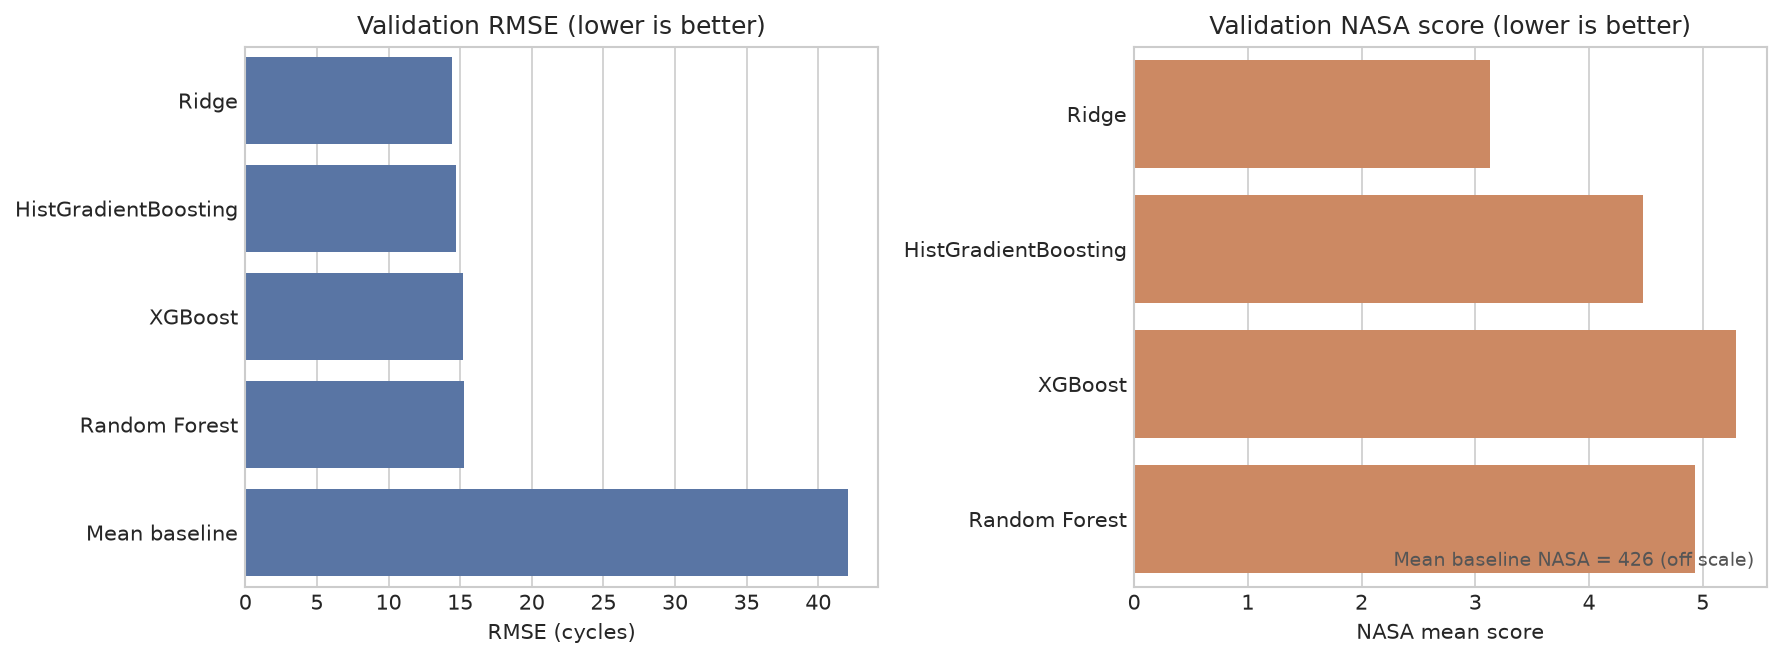 Validation RMSE (lower is better)
Ridge
HistGradientBoosting
XGBoost
Random Forest
Mean baseline
0 5 10 15 20 25 30 35 40
RMSE (cycles)
Validation NASA score (lower is better)
Ridge
HistGradientBoosting
XGBoost
Random Forest
Mean baseline NASA = 426 (off scale)
0 1 2 3 4 5
NASA mean score